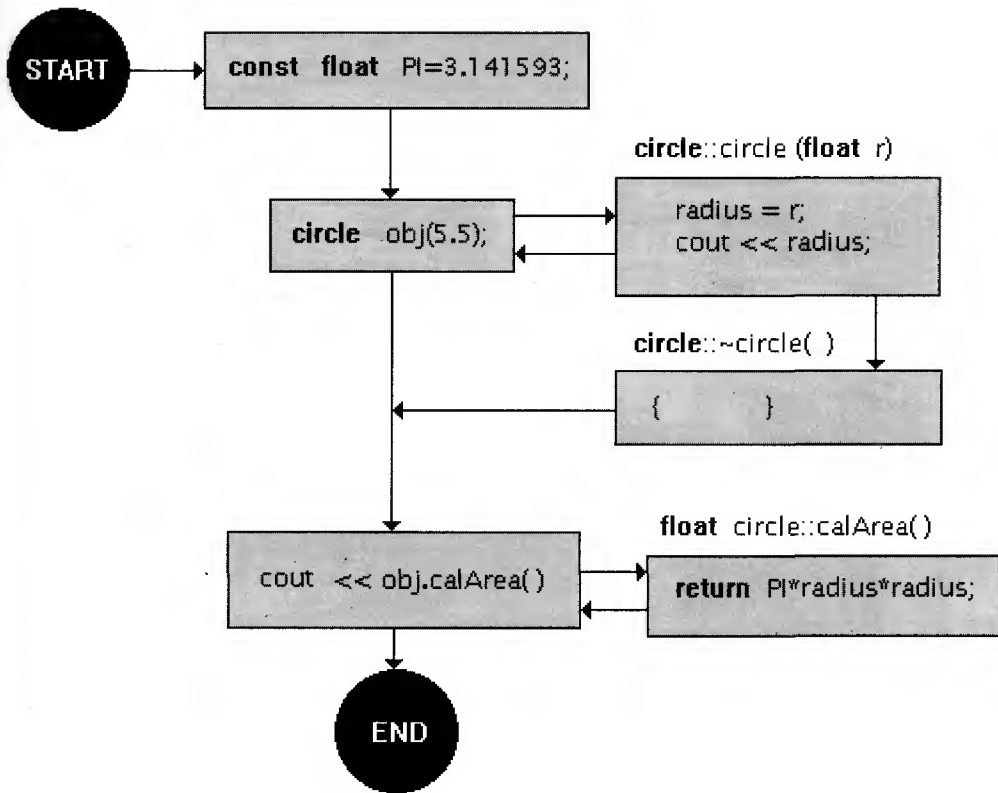 START
const float PI=3.141593;
circle::circle (float r)
circle obj(5.5);
radius = r;
cout << radius;
circle::~circle( )
{ }
float circle::calArea( )
cout << obj.calArea( )
return PI*radius*radius;
END